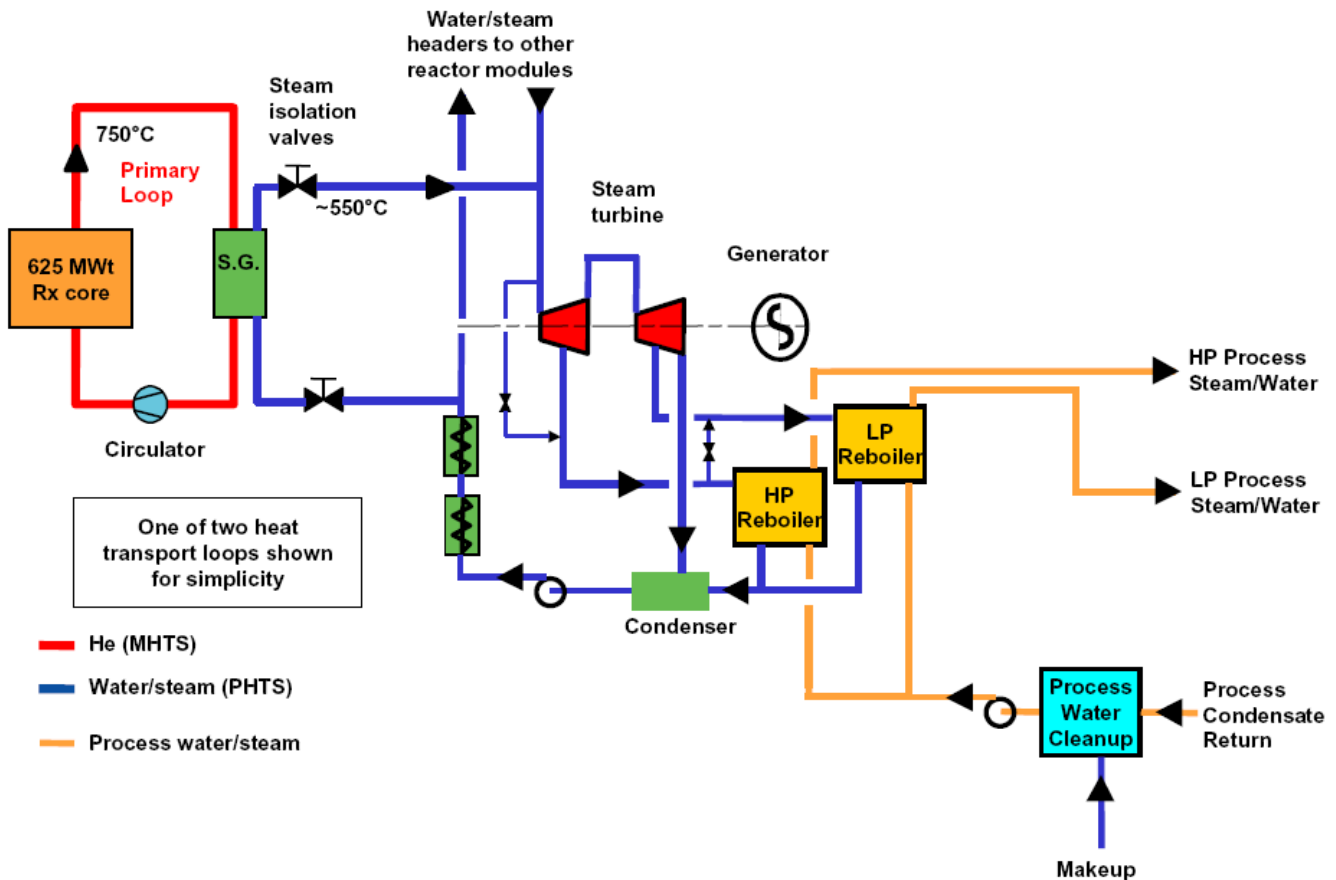 Water/steam
headers to other
reactor modules
Steam
isolation
valves
750°C
Primary
Loop
~550°C
Steam
turbine
Generator
625 MWt
Rx core
S.G.
Circulator
HP Process
Steam/Water
LP
Reboiler
LP Process
Steam/Water
HP
Reboiler
One of two heat
transport loops shown
for simplicity
Condenser
He (MHTS)
Water/steam (PHTS)
Process water/steam
Process
Water
Cleanup
Process
Condensate
Return
Makeup